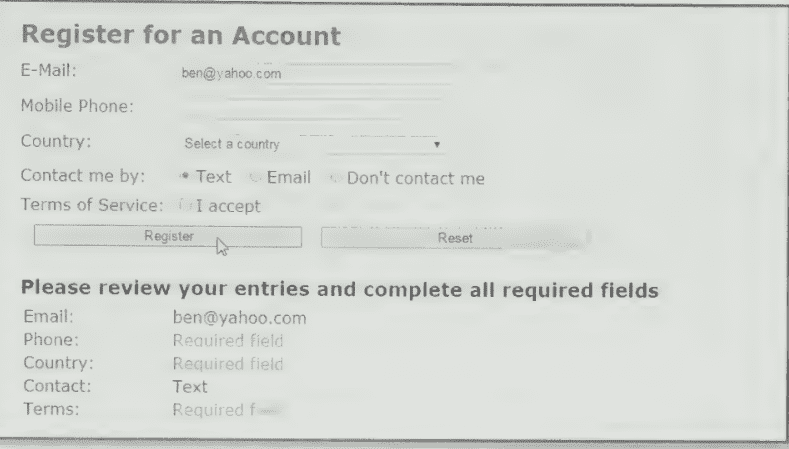 Register for an Account
E-Mail: ben@yahoo.com
Mobile Phone:
Country: Select a country
Contact me by: Text Email Don't contact me
Terms of Service: I accept
Register Reset
Please review your entries and complete all required fields
Email: ben@yahoo.com
Phone: Required field
Country: Required field
Contact: Text
Terms: Required